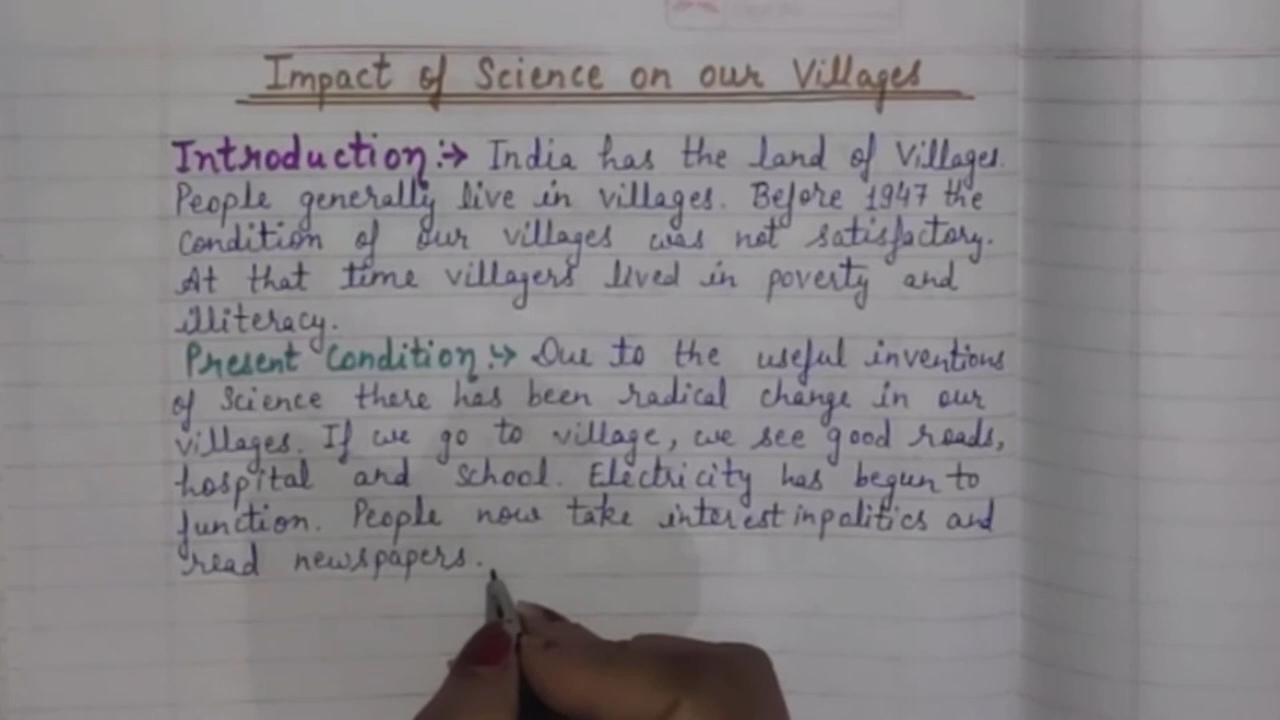 Impact of Science on our Villages
Introduction:→ India has the land of Villages.
People generally live in villages. Before 1947 the
Condition of our villages was not satisfactory.
At that time villagers lived in poverty and
illiteracy.
Present Condition:→ Due to the useful inventions
of Science there has been radical change in our
villages. If we go to village, we see good roads,
hospital and school. Electricity has begun to
function. People now take interest in politics and
read newspapers.